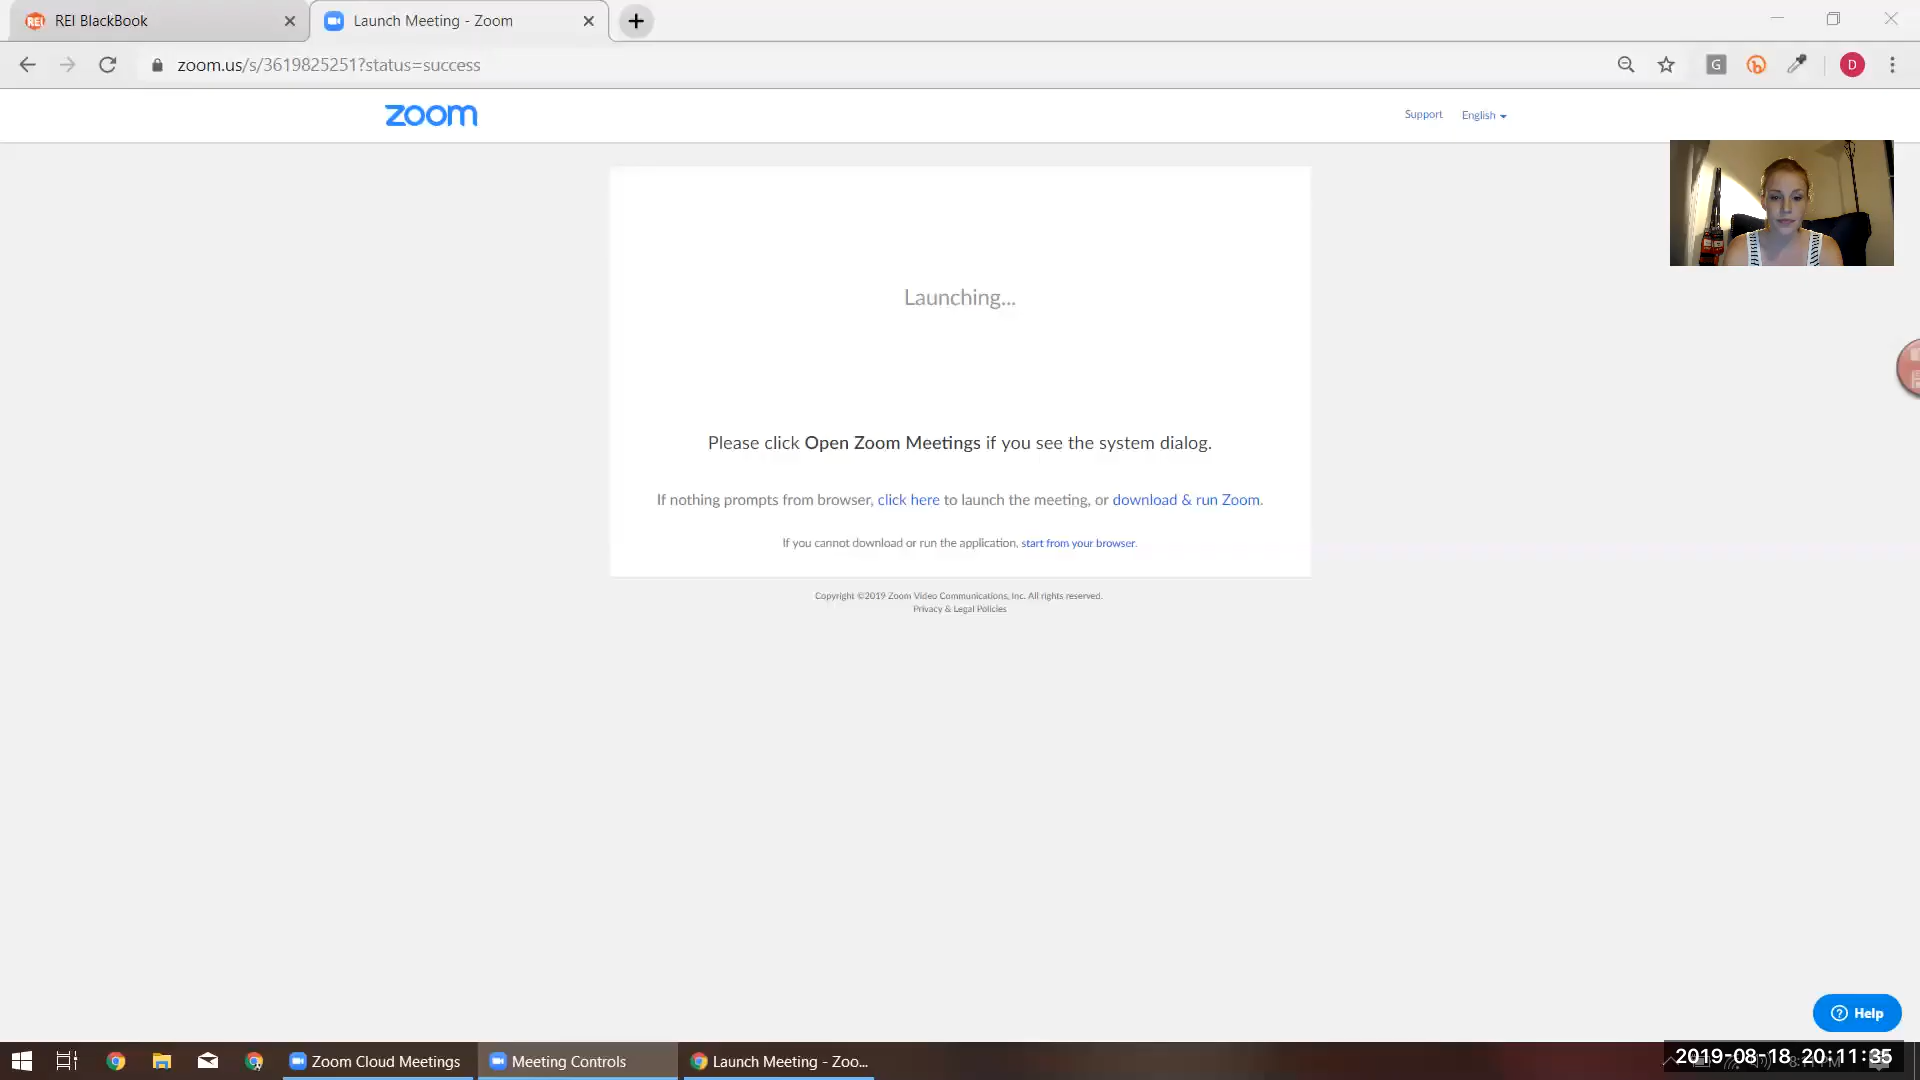 REI BlackBook
Launch Meeting - Zoom
zoom.us/s/3619825251?status=success
zoom
Support
English
Launching...
Please click Open Zoom Meetings if you see the system dialog.
If nothing prompts from browser, click here to launch the meeting, or download & run Zoom.
If you cannot download or run the application, start from your browser.
Copyright ©2019 Zoom Video Communications, Inc. All rights reserved.
Privacy & Legal Policies
Help
Zoom Cloud Meetings
Meeting Controls
Launch Meeting - Zoo...
2019-08-18 20:11:35